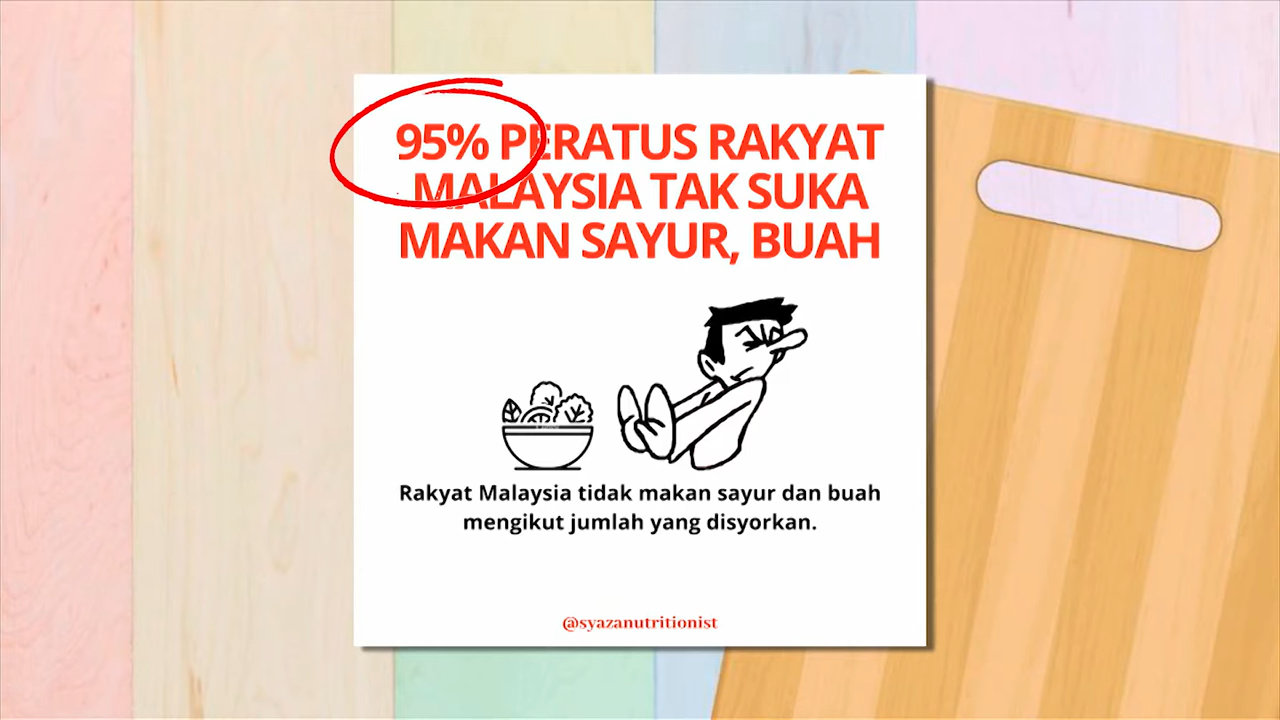 95% PERATUS RAKYAT
MALAYSIA TAK SUKA
MAKAN SAYUR, BUAH
Rakyat Malaysia tidak makan sayur dan buah
mengikut jumlah yang disyorkan.
@syazanutritionist